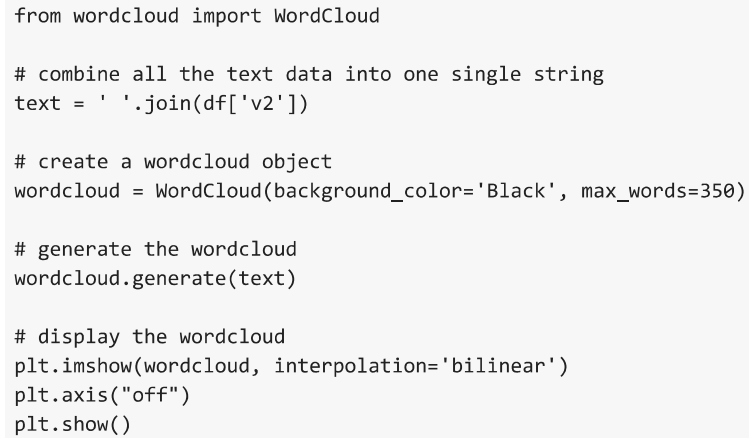 from wordcloud import WordCloud
# combine all the text data into one single string
text = ' '.join(df['v2'])
# create a wordcloud object
wordcloud = WordCloud(background_color='Black', max_words=350)
# generate the wordcloud
wordcloud.generate(text)
# display the wordcloud
plt.imshow(wordcloud, interpolation='bilinear')
plt.axis("off")
plt.show()